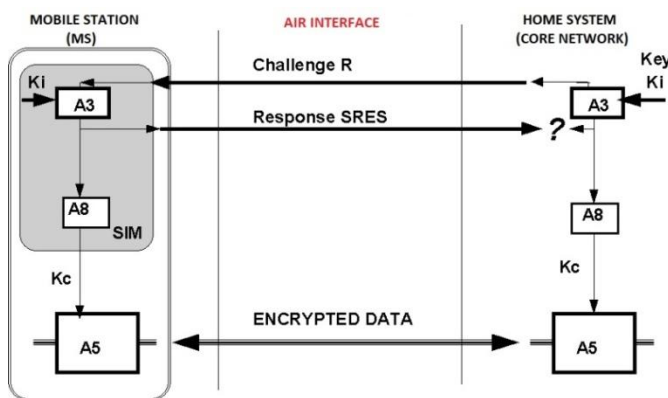 MOBILE STATION
(MS)
AIR INTERFACE
HOME SYSTEM
(CORE NETWORK)
Ki
A3
Challenge R
Key
Ki
A3
Response SRES
?
A8
SIM
A8
Kc
Kc
ENCRYPTED DATA
A5
A5